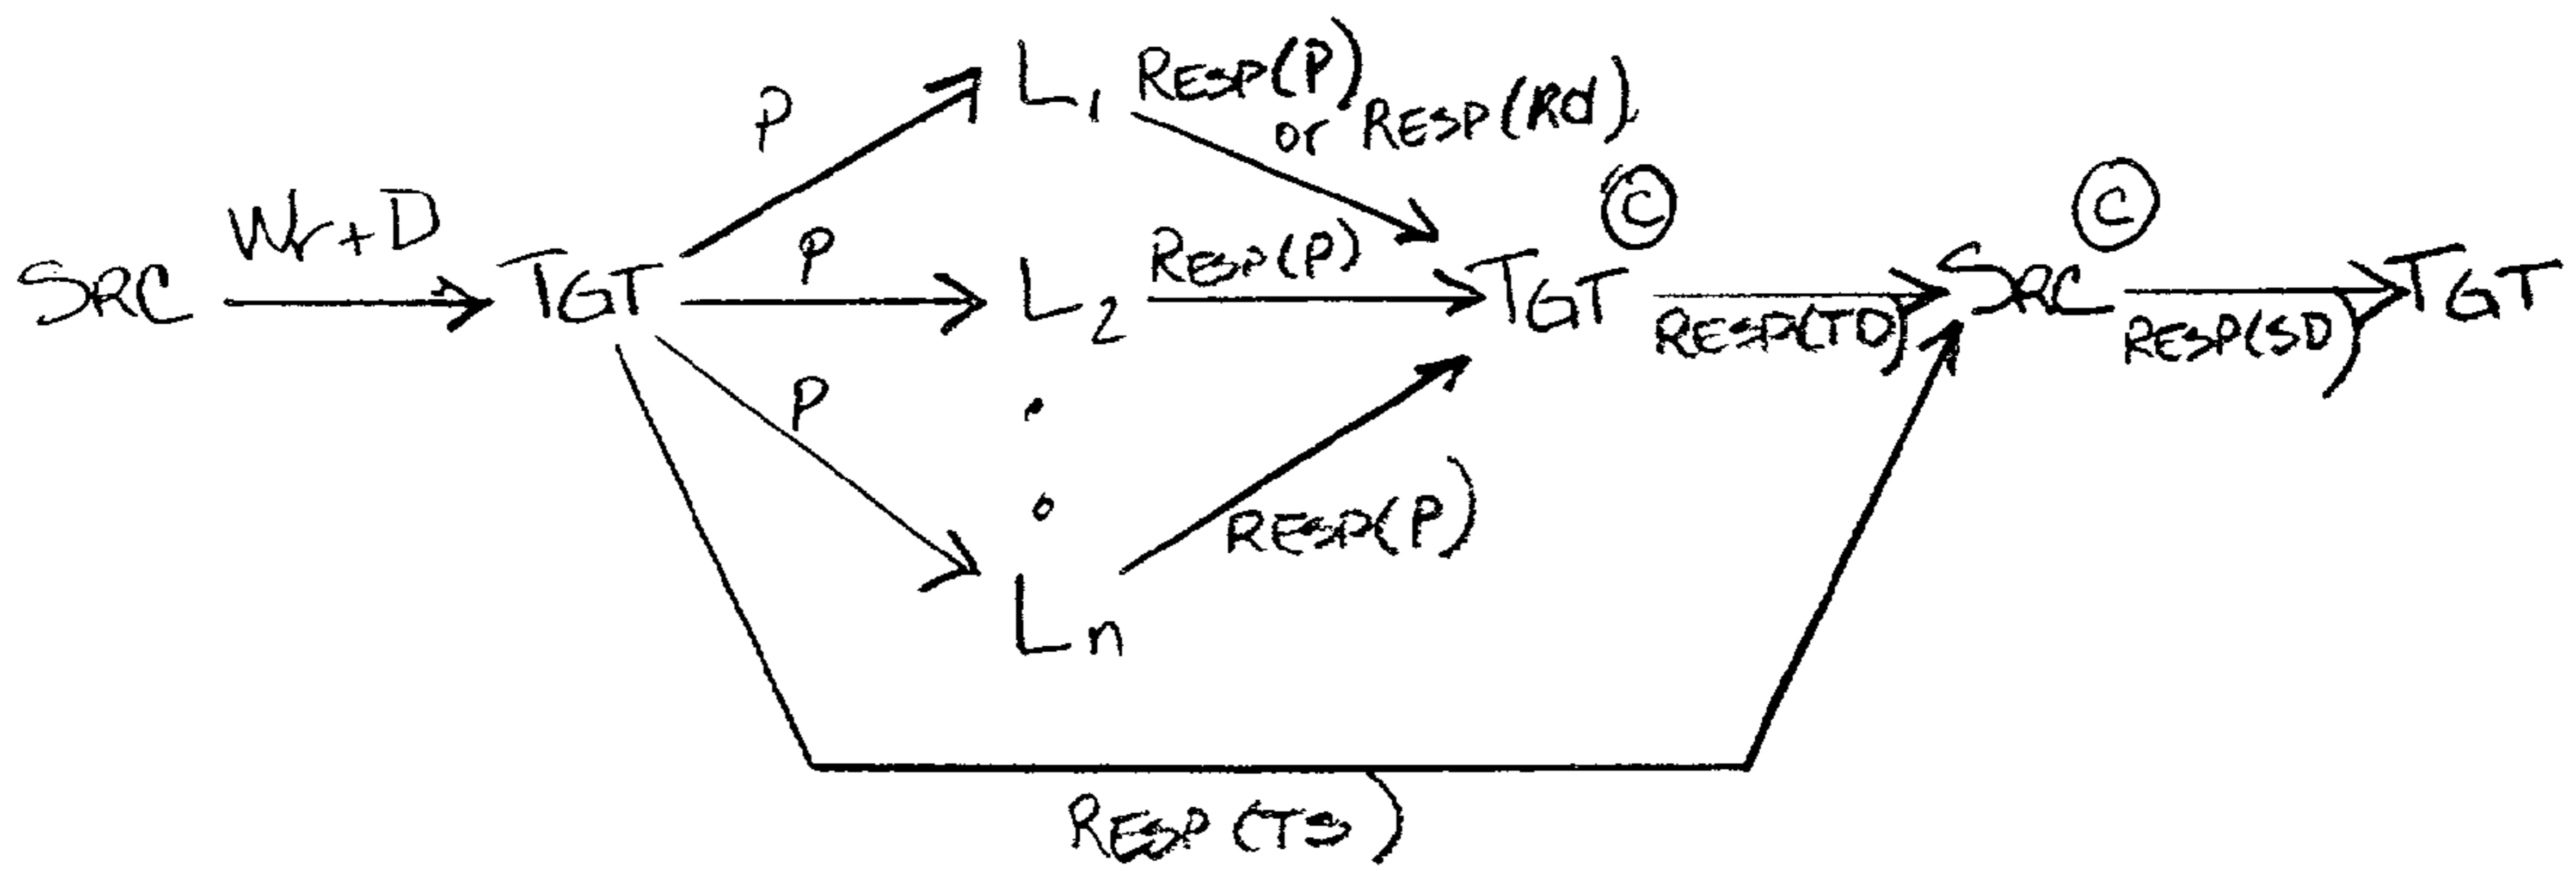 P
L1
RESP(P)
or RESP(Rd)
Wr+D
C
C
SRC
TGT
P
L2
RESP(P)
TGT
RESP(TD)
SRC
RESP(SD)
TGT
P
Ln
RESP(P)
RESP(TS)